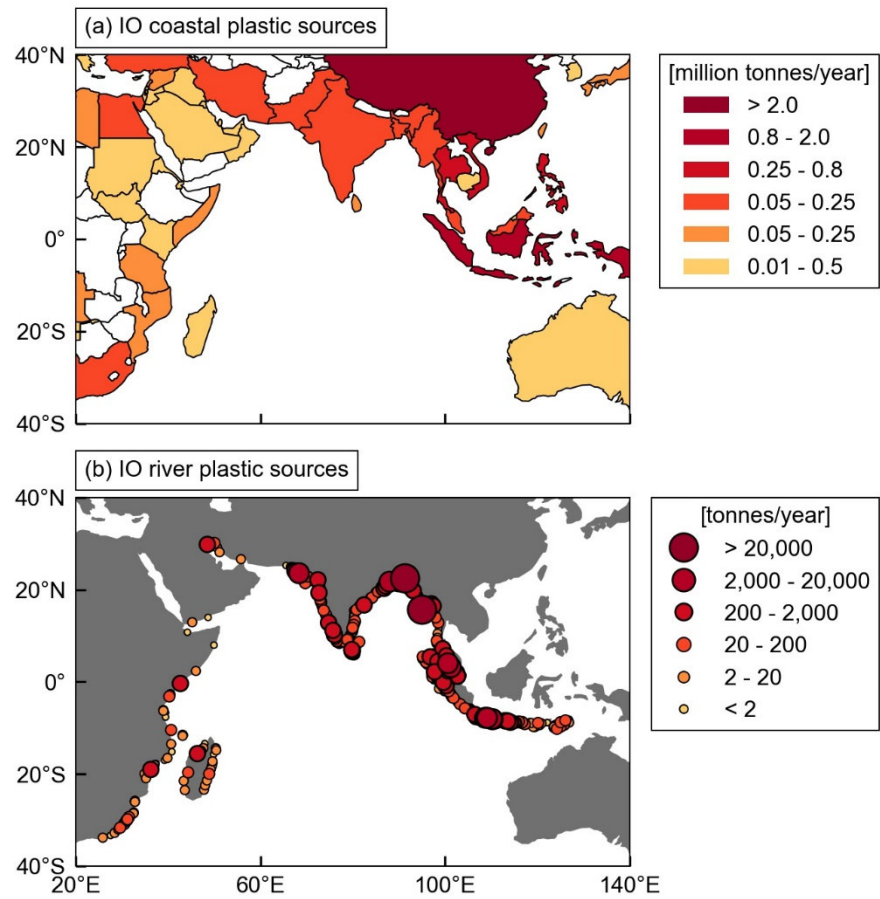 (a) IO coastal plastic sources
40°N
20°N
0°
20°S
40°S
[million tonnes/year]
> 2.0
0.8 - 2.0
0.25 - 0.8
0.05 - 0.25
0.05 - 0.25
0.01 - 0.5
(b) IO river plastic sources
40°N
20°N
0°
20°S
40°S
20°E
60°E
100°E
140°E
[tonnes/year]
> 20,000
2,000 - 20,000
200 - 2,000
20 - 200
2 - 20
< 2